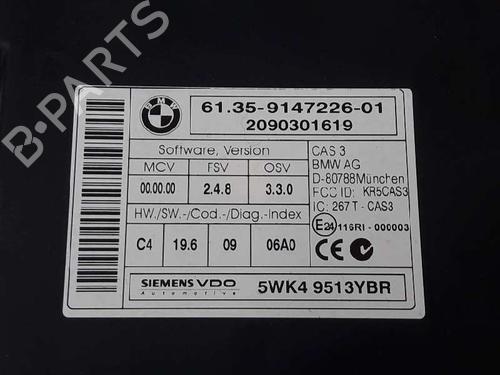 B-PARTS
BMW
61.35-9147226-01
2090301619
Software, Version
MCV FSV OSV
00.00.00 2.4.8 3.3.0
HW./SW.-/Cod.-/Diag.-Index
C4 19.6 09 06A0
CAS 3
BMW AG
D-80788München
FCC ID: KR5CAS3
IC: 267 T - CAS3
E24 116RI - 000003
SIEMENS VDO
Automotive
5WK4 9513YBR